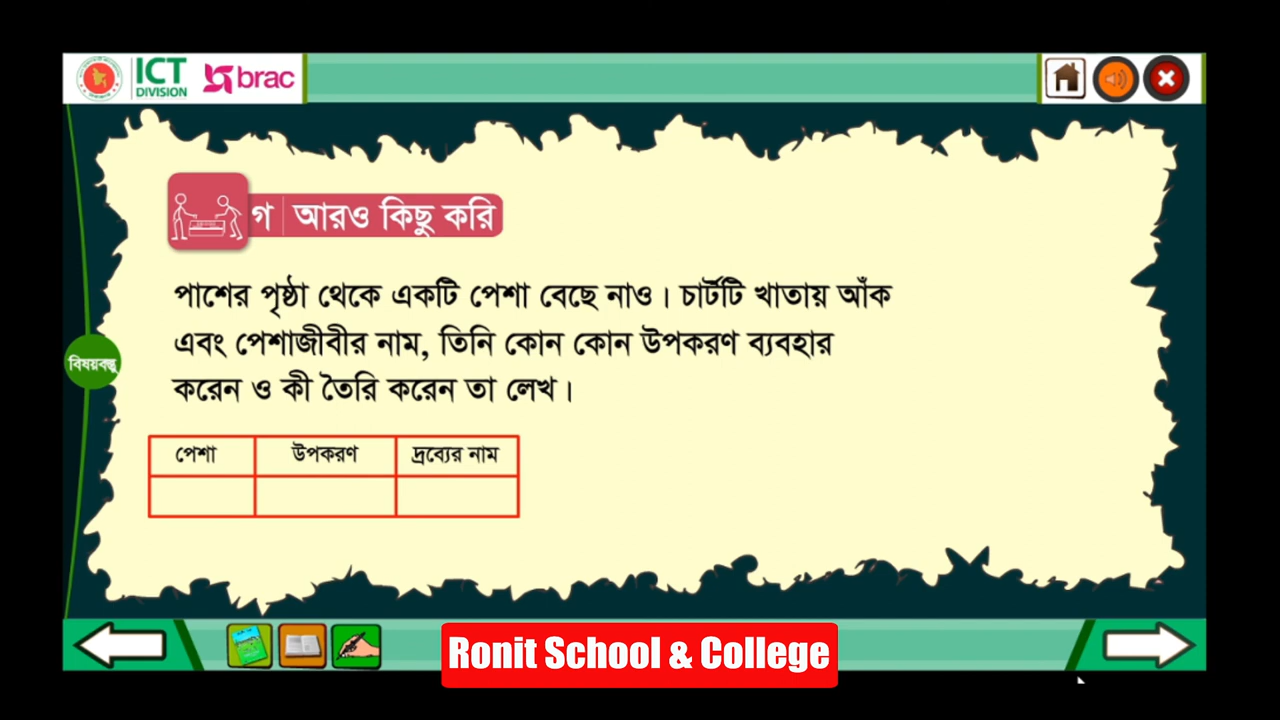 ICT
DIVISION
brac
গ আরও কিছু করি
পাশের পৃষ্ঠা থেকে একটি পেশা বেছে নাও। চার্টটি খাতায় আঁক
এবং পেশাজীবীর নাম, তিনি কোন কোন উপকরণ ব্যবহার
করেন ও কী তৈরি করেন তা লেখ।
বিষয়বস্তু
পেশা উপকরণ দ্রব্যের নাম
Ronit School & College